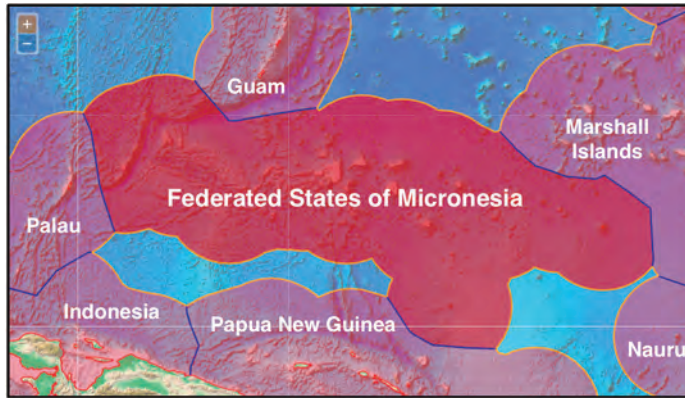 +
−
Guam
Marshall
Islands
Federated States of Micronesia
Palau
Indonesia
Papua New Guinea
Nauru